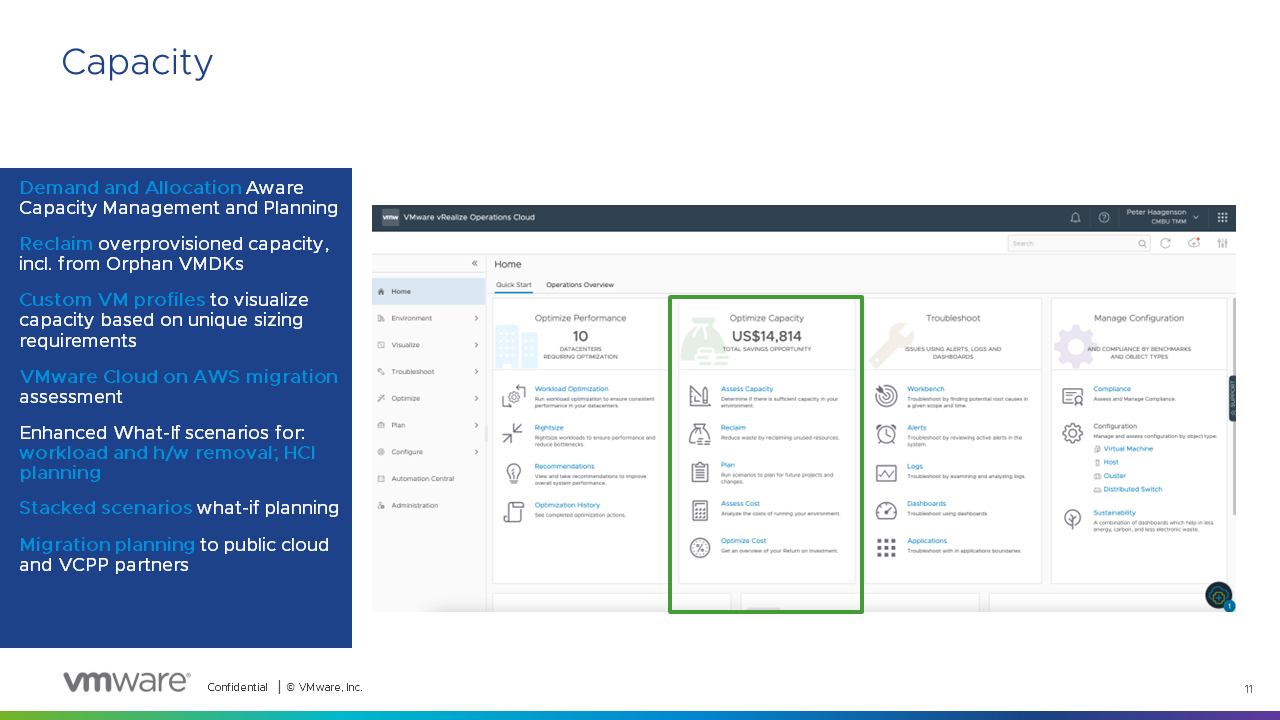 Capacity
Demand and Allocation Aware
Capacity Management and Planning
Reclaim overprovisioned capacity,
incl. from Orphan VMDKs
Custom VM profiles to visualize
capacity based on unique sizing
requirements
VMware Cloud on AWS migration
assessment
Enhanced What-If scenarios for:
workload and h/w removal; HCI
planning
Stacked scenarios what-if planning
Migration planning to public cloud
and VCPP partners
vmw VMware vRealize Operations Cloud
Peter Haagenson
CMBU TMM
Search
Home
Environment
Visualize
Troubleshoot
Optimize
Plan
Configure
Automation Central
Administration
Home
Quick Start Operations Overview
Optimize Performance
10
DATACENTERS
REQUIRING OPTIMIZATION
Workload Optimization
Run workload optimization to ensure consistent
performance in your datacenters.
Rightsize
Rightsize workloads to ensure performance and
reduce bottlenecks.
Recommendations
View and take recommendations to improve
overall system performance.
Optimization History
See completed optimization actions.
Optimize Capacity
US$14,814
TOTAL SAVINGS OPPORTUNITY
Assess Capacity
Determine if there is sufficient capacity in your
environment.
Reclaim
Reduce waste by reclaiming unused resources.
Plan
Run scenarios to plan for future projects and
changes.
Assess Cost
Analyze the costs of running your environment.
Optimize Cost
Get an overview of your Return on Investment.
Troubleshoot
ISSUES USING ALERTS, LOGS AND
DASHBOARDS
Workbench
Troubleshoot by finding potential root causes in
a given scope and time.
Alerts
Troubleshoot by reviewing active alerts in the
system.
Logs
Troubleshoot by examining and analysing logs.
Dashboards
Troubleshoot using dashboards
Applications
Troubleshoot with in applications boundaries
Manage Configuration
AND COMPLIANCE BY BENCHMARKS
AND OBJECT TYPES
Compliance
Assess and Manage Compliance.
Configuration
Manage and assess configuration by object type:
Virtual Machine
Host
Cluster
Distributed Switch
Sustainability
A combination of dashboards which help in less
energy, carbon, and less electronic waste.
SUPPORT
1
vmware® Confidential | © VMware, Inc.
11